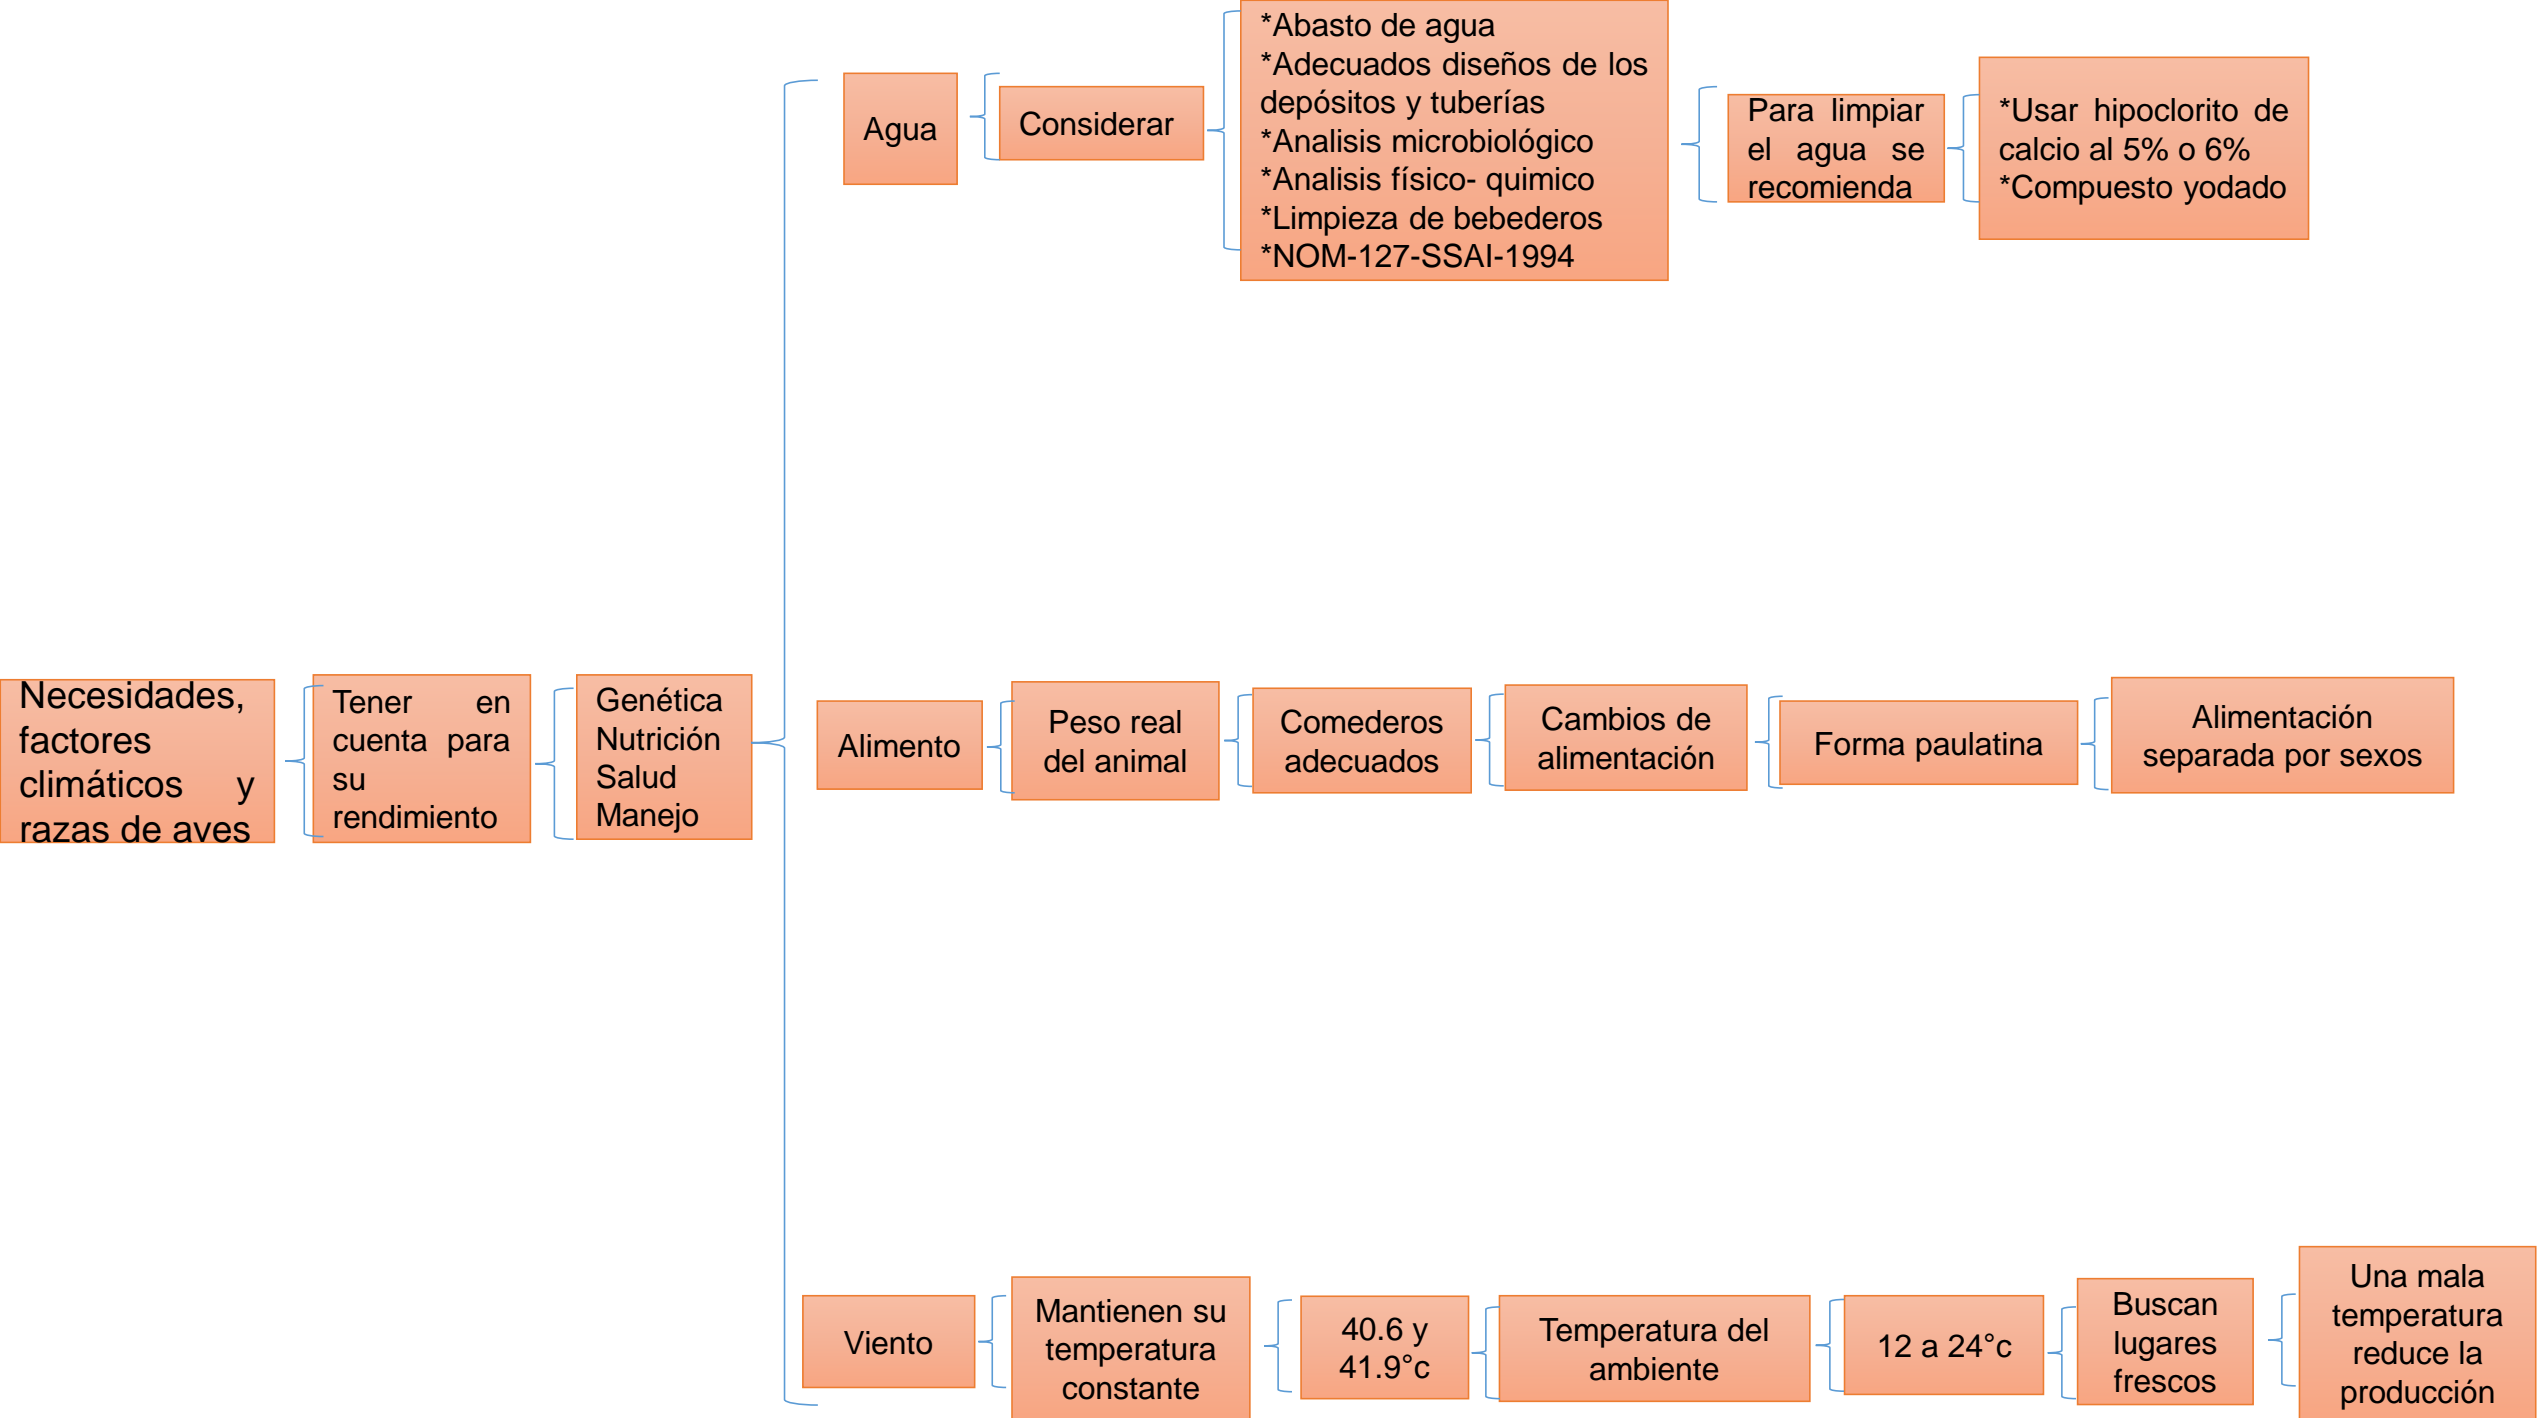 Necesidades,
factores
climáticos y
razas de aves
Tener en
cuenta para
su
rendimiento
Genética
Nutrición
Salud
Manejo
Agua
Considerar
*Abasto de agua
*Adecuados diseños de los
depósitos y tuberías
*Analisis microbiológico
*Analisis físico- quimico
*Limpieza de bebederos
*NOM-127-SSAI-1994
Para limpiar
el agua se
recomienda
*Usar hipoclorito de
calcio al 5% o 6%
*Compuesto yodado
Alimento
Peso real
del animal
Comederos
adecuados
Cambios de
alimentación
Forma paulatina
Alimentación
separada por sexos
Viento
Mantienen su
temperatura
constante
40.6 y
41.9°c
Temperatura del
ambiente
12 a 24°c
Buscan
lugares
frescos
Una mala
temperatura
reduce la
producción